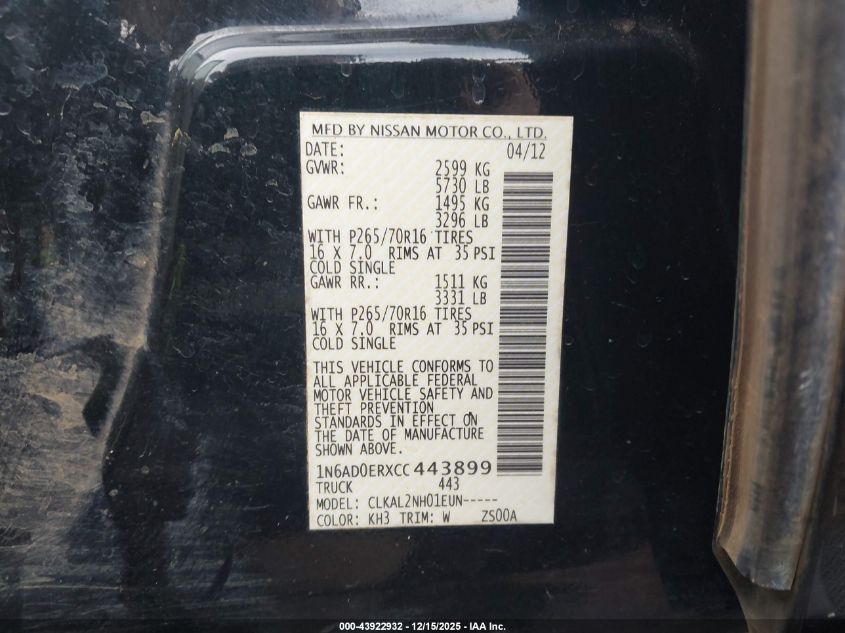 MFD BY NISSAN MOTOR CO., LTD.
DATE: 04/12
GVWR: 2599 KG
5730 LB
GAWR FR.: 1495 KG
3296 LB
WITH P265/70R16 TIRES
16 X 7.0 RIMS AT 35 PSI
COLD SINGLE
GAWR RR.: 1511 KG
3331 LB
WITH P265/70R16 TIRES
16 X 7.0 RIMS AT 35 PSI
COLD SINGLE
THIS VEHICLE CONFORMS TO
ALL APPLICABLE FEDERAL
MOTOR VEHICLE SAFETY AND
THEFT PREVENTION
STANDARDS IN EFFECT ON
THE DATE OF MANUFACTURE
SHOWN ABOVE.
1N6AD0ERXCC443899
TRUCK 443
MODEL: CLKAL2NH01EUN-----
COLOR: KH3 TRIM: W ZS00A
000-43922932 - 12/15/2025 - IAA Inc.